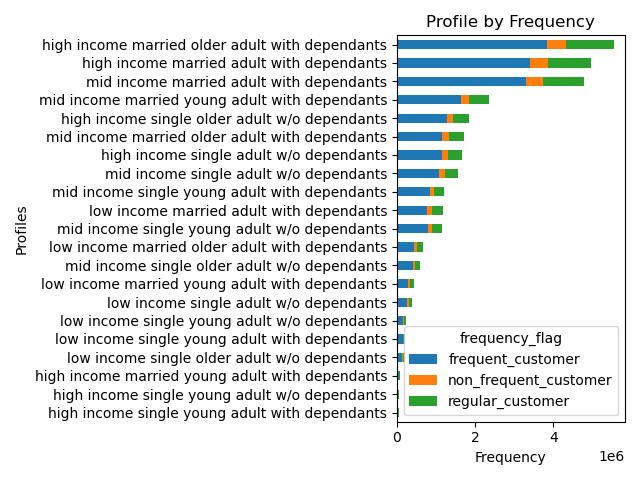 Profile by Frequency
high income married older adult with dependants
high income married adult with dependants
mid income married adult with dependants
mid income married young adult with dependants
high income single older adult w/o dependants
mid income married older adult with dependants
high income single adult w/o dependants
mid income single adult w/o dependants
mid income single young adult with dependants
low income married adult with dependants
mid income single young adult w/o dependants
low income married older adult with dependants
mid income single older adult w/o dependants
low income married young adult with dependants
low income single adult w/o dependants
low income single young adult w/o dependants
low income single young adult with dependants
low income single older adult w/o dependants
high income married young adult with dependants
high income single young adult w/o dependants
high income single young adult with dependants
Profiles
frequency_flag
frequent_customer
non_frequent_customer
regular_customer
0 2 4
1e6
Frequency